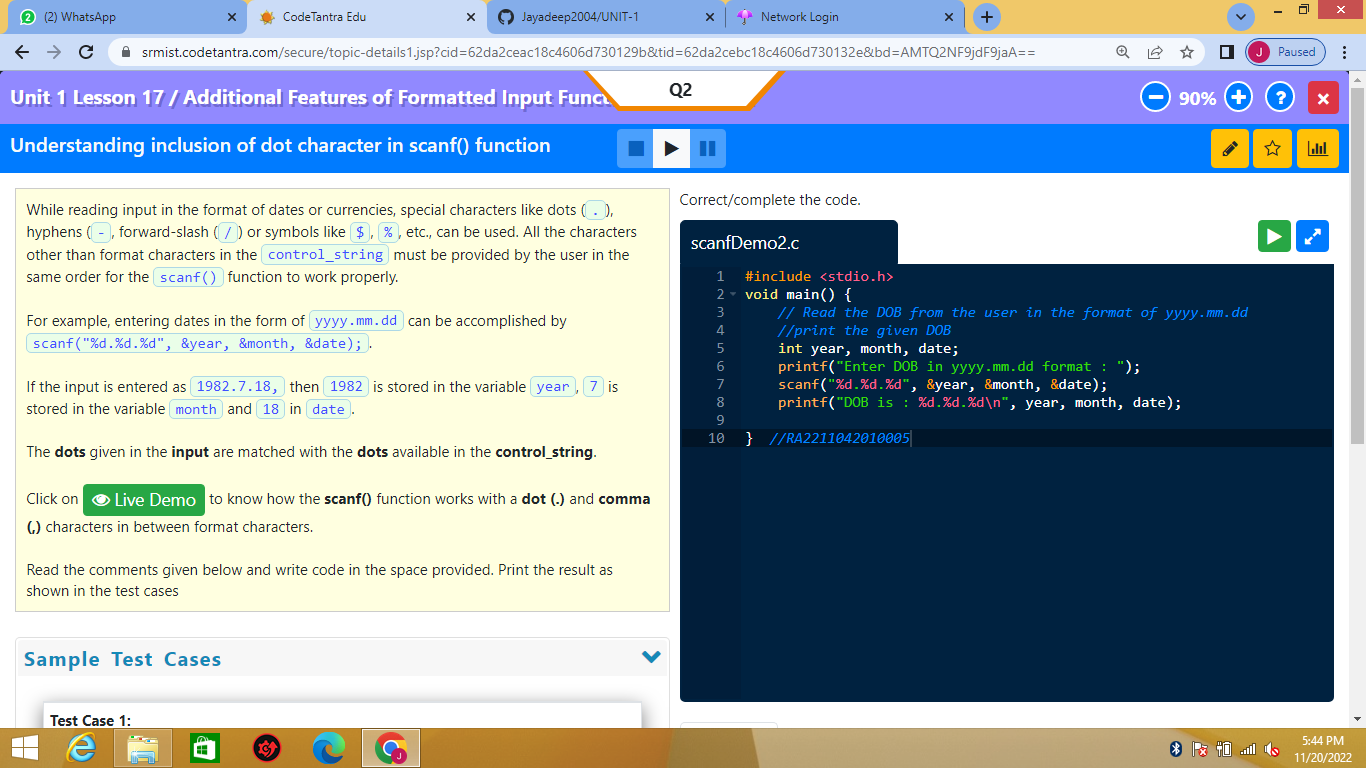 (2) WhatsApp
CodeTantra Edu
Jayadeep2004/UNIT-1
Network Login
srmist.codetantra.com/secure/topic-details1.jsp?cid=62da2ceac18c4606d730129b&tid=62da2cebc18c4606d730132e&bd=AMTQ2NF9jdF9jaA==
J Paused
Unit 1 Lesson 17 / Additional Features of Formatted Input Funct
Q2
90%
?
x
Understanding inclusion of dot character in scanf() function
While reading input in the format of dates or currencies, special characters like dots ( . ),
hyphens ( - , forward-slash ( / ) or symbols like $ , % , etc., can be used. All the characters
other than format characters in the control_string must be provided by the user in the
same order for the scanf() function to work properly.
For example, entering dates in the form of yyyy.mm.dd can be accomplished by
scanf("%d.%d.%d", &year, &month, &date); .
If the input is entered as 1982.7.18, then 1982 is stored in the variable year , 7 is
stored in the variable month and 18 in date .
The dots given in the input are matched with the dots available in the control_string.
Click on Live Demo to know how the scanf() function works with a dot (.) and comma
(,) characters in between format characters.
Read the comments given below and write code in the space provided. Print the result as
shown in the test cases
Sample Test Cases
Test Case 1:
Correct/complete the code.
scanfDemo2.c
1 #include <stdio.h>
2 void main() {
3 // Read the DOB from the user in the format of yyyy.mm.dd
4 //print the given DOB
5 int year, month, date;
6 printf("Enter DOB in yyyy.mm.dd format : ");
7 scanf("%d.%d.%d", &year, &month, &date);
8 printf("DOB is : %d.%d.%d\n", year, month, date);
9
10 } //RA2211042010005
5:44 PM
11/20/2022